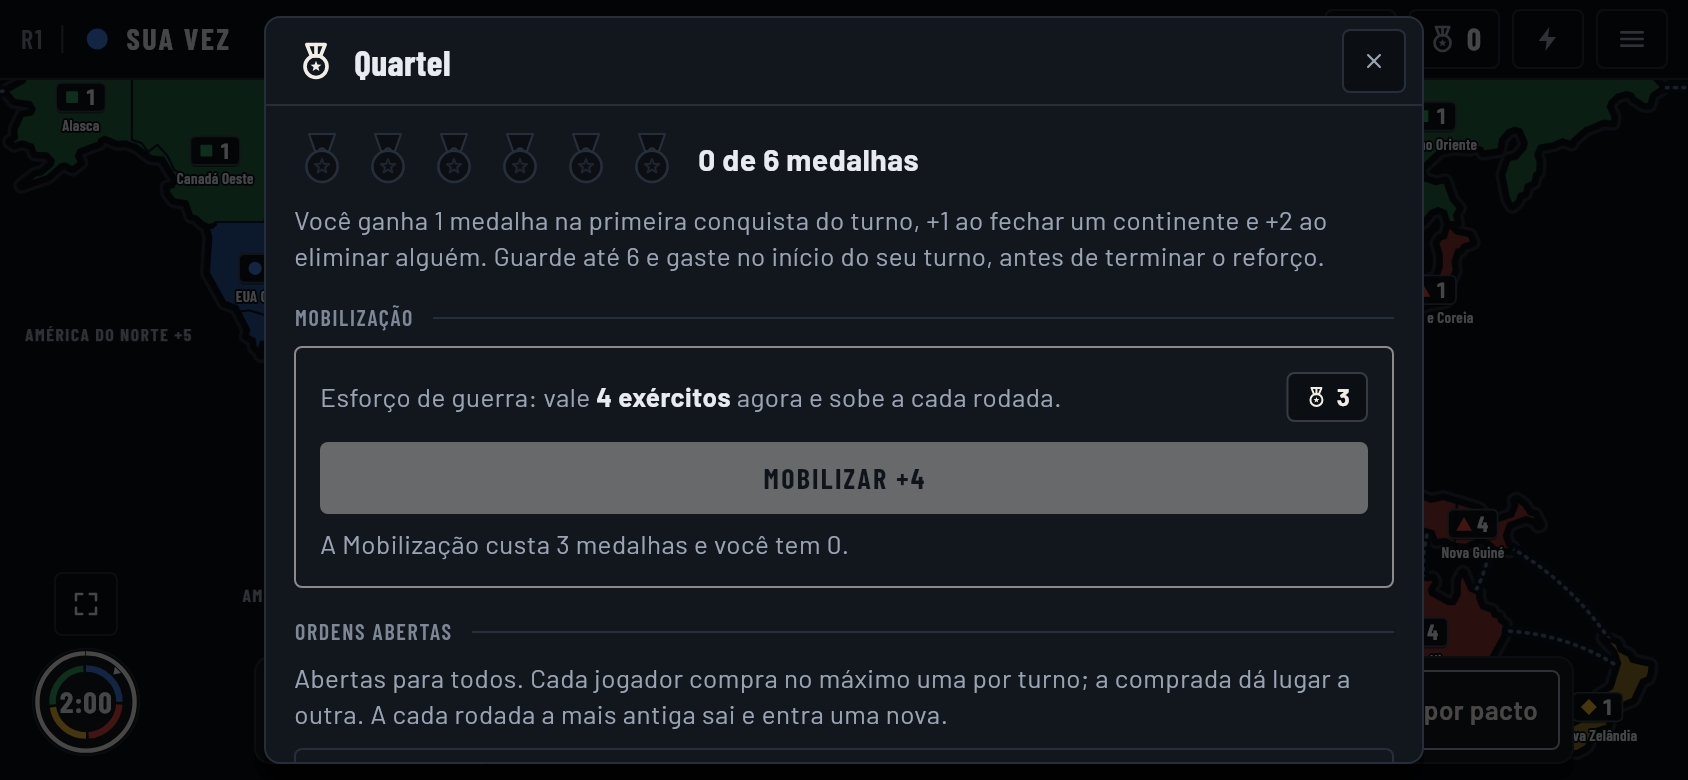 R1
SUA VEZ
Quartel
0
0 de 6 medalhas
Você ganha 1 medalha na primeira conquista do turno, +1 ao fechar um continente e +2 ao
eliminar alguém. Guarde até 6 e gaste no início do seu turno, antes de terminar o reforço.
MOBILIZAÇÃO
Esforço de guerra: vale 4 exércitos agora e sobe a cada rodada.
3
MOBILIZAR +4
A Mobilização custa 3 medalhas e você tem 0.
ORDENS ABERTAS
Abertas para todos. Cada jogador compra no máximo uma por turno; a comprada dá lugar a
outra. A cada rodada a mais antiga sai e entra uma nova.
1
Alasca
1
Canadá Oeste
EUA
AMÉRICA DO NORTE +5
AM
2:00
1
Oriente
1
e Coreia
4
Nova Guiné
4
por pacto
1
va Zelândia